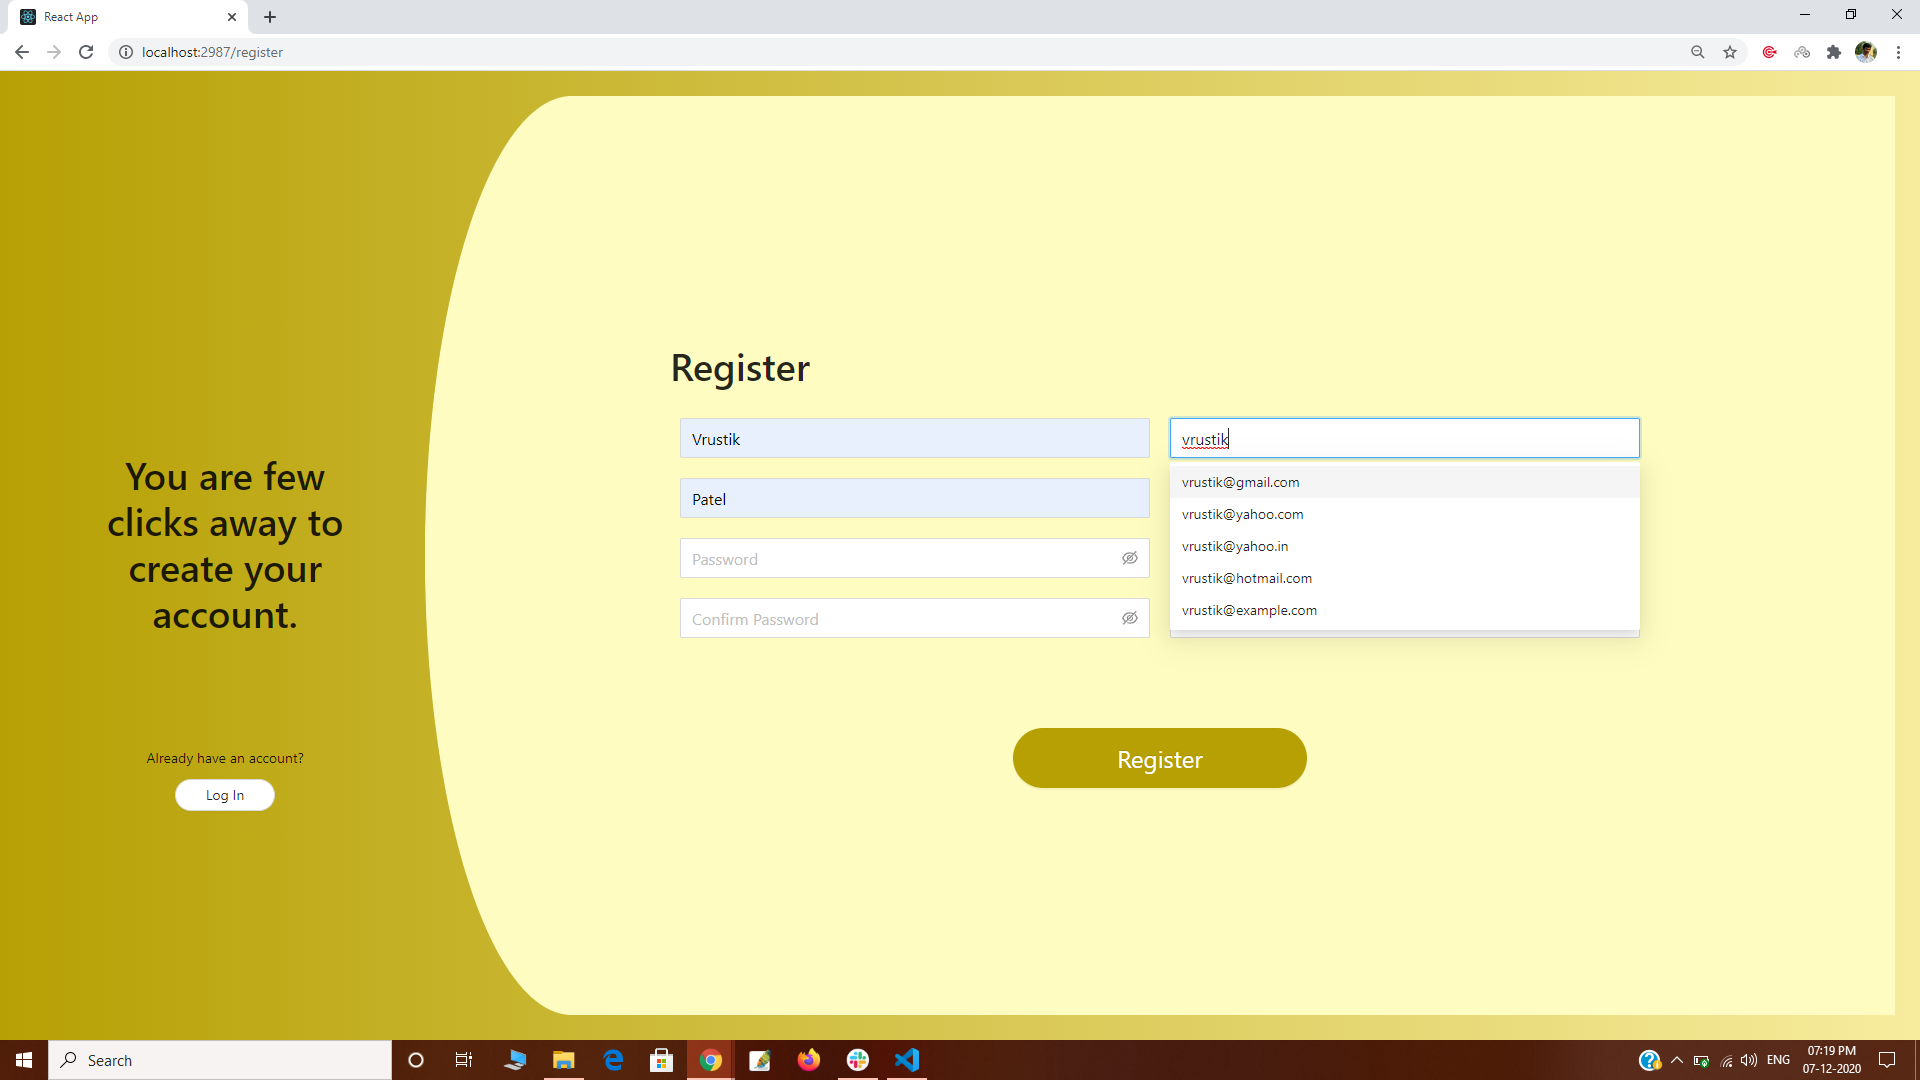 React App
localhost:2987/register
You are few
clicks away to
create your
account.
Already have an account?
Log In
Register
Vrustik
vrustik
Patel
Password
Confirm Password
vrustik@gmail.com
vrustik@yahoo.com
vrustik@yahoo.in
vrustik@hotmail.com
vrustik@example.com
Register
Search
ENG
07:19 PM
07-12-2020